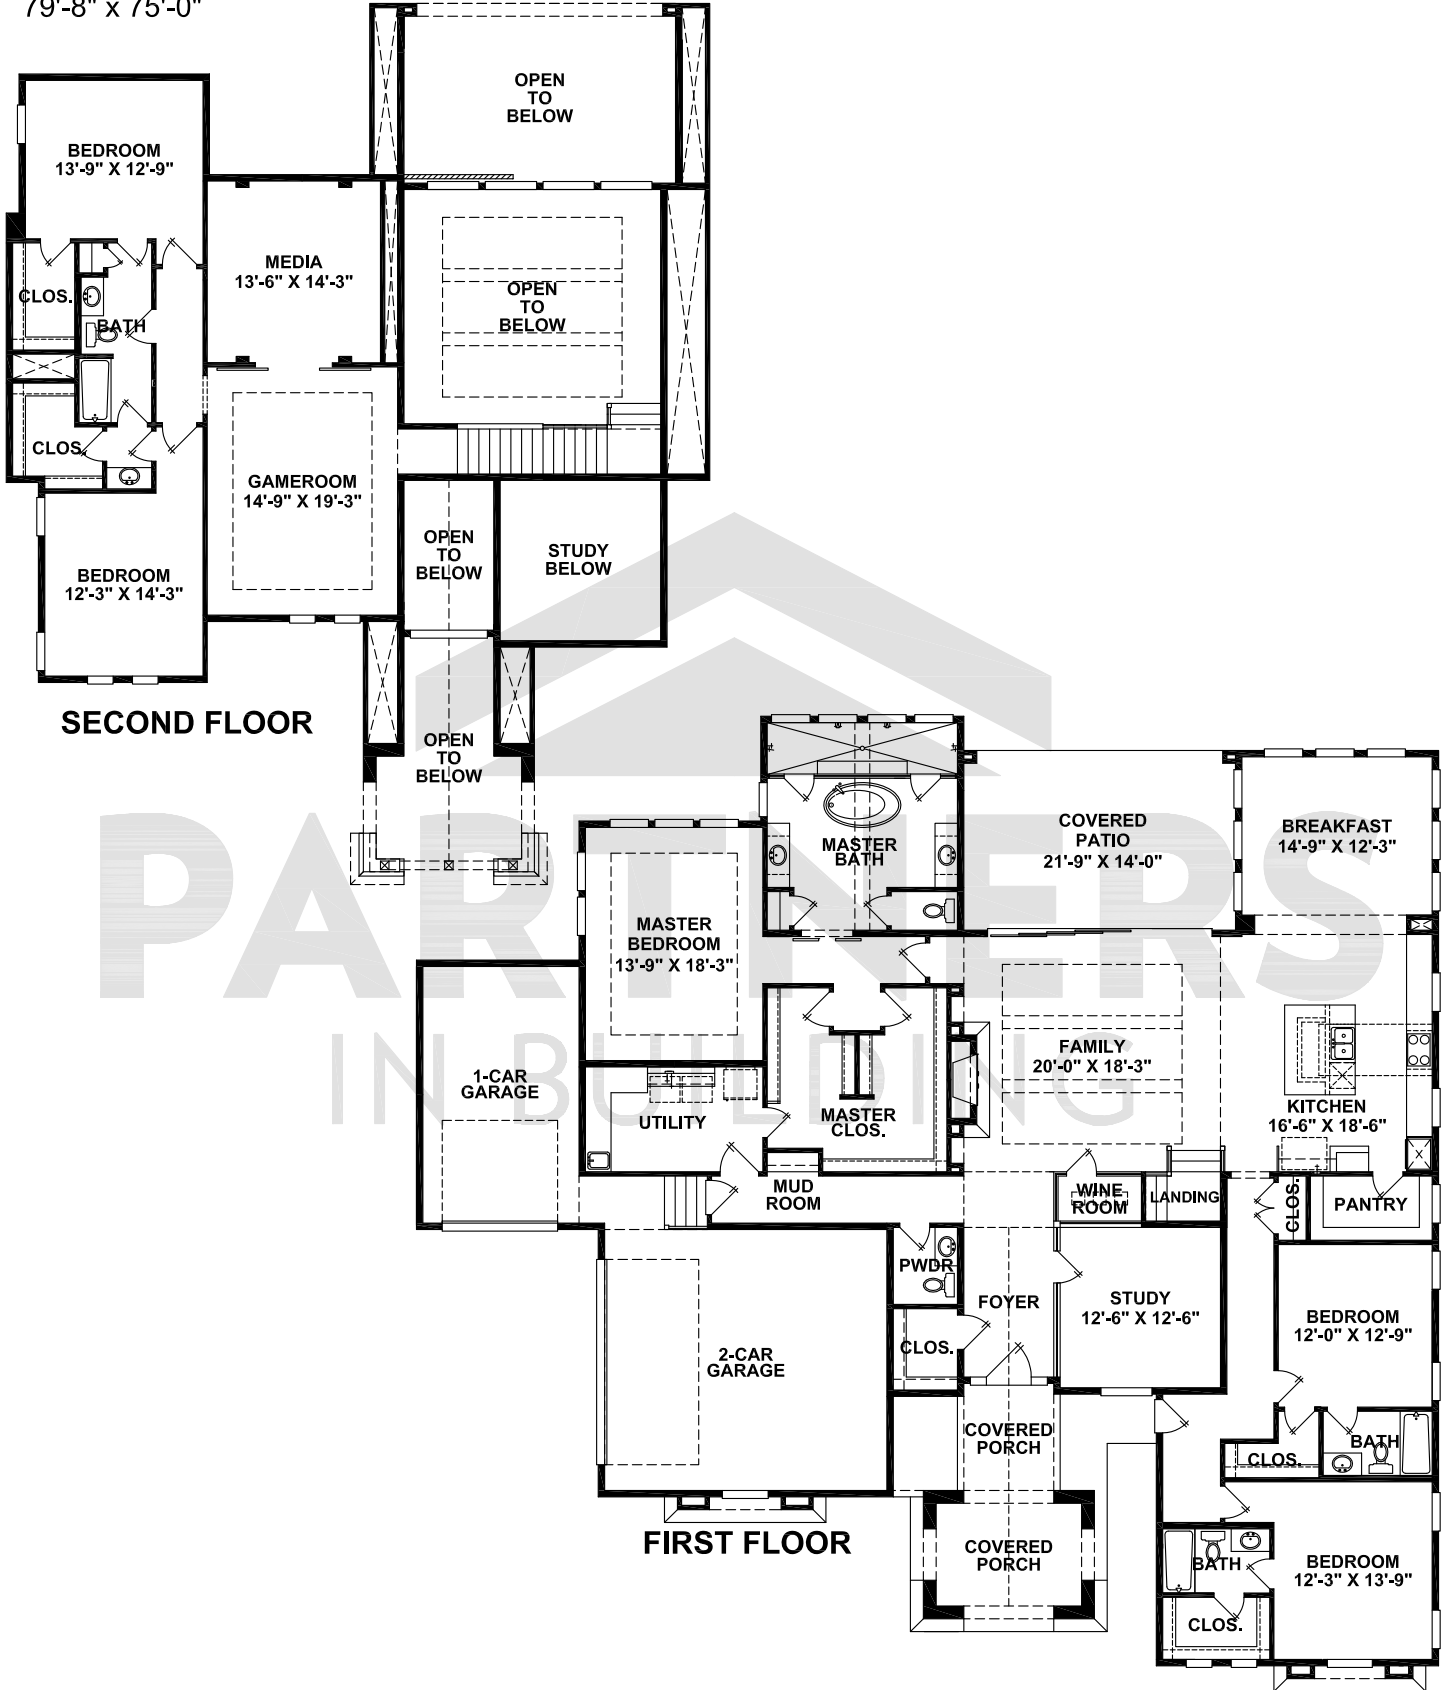 79'-8" x 75'-0"
OPEN
TO
BELOW
BEDROOM
13'-9" X 12'-9"
MEDIA
13'-6" X 14'-3"
OPEN
TO
BELOW
CLOS.
BATH
CLOS.
GAMEROOM
14'-9" X 19'-3"
OPEN
TO
BELOW
STUDY
BELOW
BEDROOM
12'-3" X 14'-3"
SECOND FLOOR
OPEN
TO
BELOW
PARTNERS
IN BUILDING
MASTER
BATH
COVERED
PATIO
21'-9" X 14'-0"
BREAKFAST
14'-9" X 12'-3"
MASTER
BEDROOM
13'-9" X 18'-3"
1-CAR
GARAGE
UTILITY
MASTER
CLOS.
FAMILY
20'-0" X 18'-3"
KITCHEN
16'-6" X 18'-6"
MUD
ROOM
WINE
ROOM
LANDING
CLOS.
PANTRY
PWDR
FOYER
STUDY
12'-6" X 12'-6"
BEDROOM
12'-0" X 12'-9"
CLOS.
2-CAR
GARAGE
COVERED
PORCH
BATH
CLOS.
FIRST FLOOR
COVERED
PORCH
BATH
BEDROOM
12'-3" X 13'-9"
CLOS.